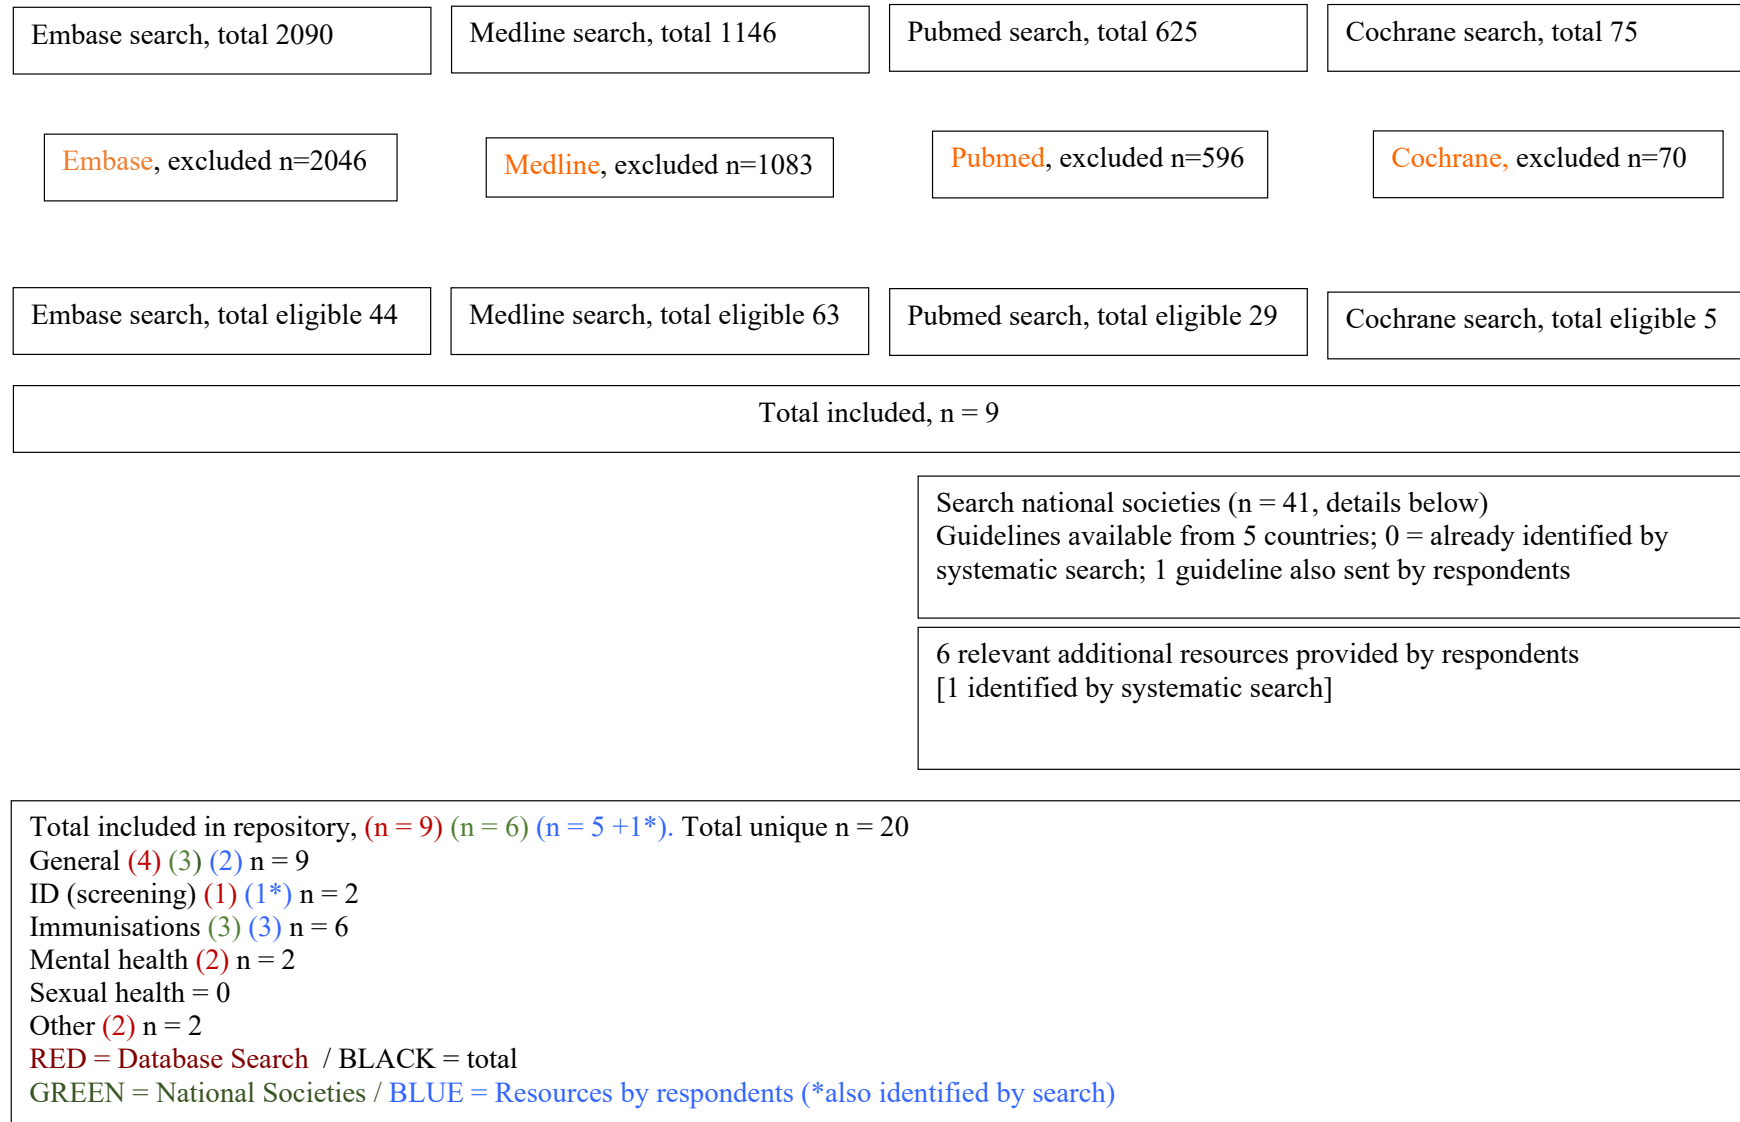 Embase search, total 2090
Medline search, total 1146
Pubmed search, total 625
Cochrane search, total 75
Embase, excluded n=2046
Medline, excluded n=1083
Pubmed, excluded n=596
Cochrane, excluded n=70
Embase search, total eligible 44
Medline search, total eligible 63
Pubmed search, total eligible 29
Cochrane search, total eligible 5
Total included, n = 9
Search national societies (n = 41, details below)
Guidelines available from 5 countries; 0 = already identified by
systematic search; 1 guideline also sent by respondents
6 relevant additional resources provided by respondents
[1 identified by systematic search]
Total included in repository, (n = 9) (n = 6) (n = 5 +1*). Total unique n = 20
General (4) (3) (2) n = 9
ID (screening) (1) (1*) n = 2
Immunisations (3) (3) n = 6
Mental health (2) n = 2
Sexual health = 0
Other (2) n = 2
RED = Database Search / BLACK = total
GREEN = National Societies / BLUE = Resources by respondents (*also identified by search)